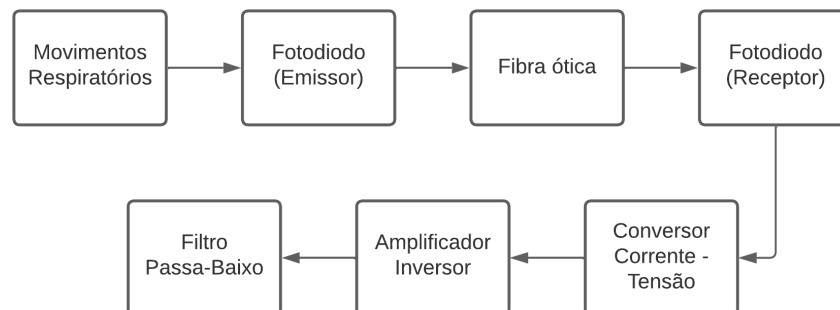 Movimentos
Respiratórios
Fotodiodo
(Emissor)
Fibra ótica
Fotodiodo
(Receptor)
Conversor
Corrente -
Tensão
Amplificador
Inversor
Filtro
Passa-Baixo